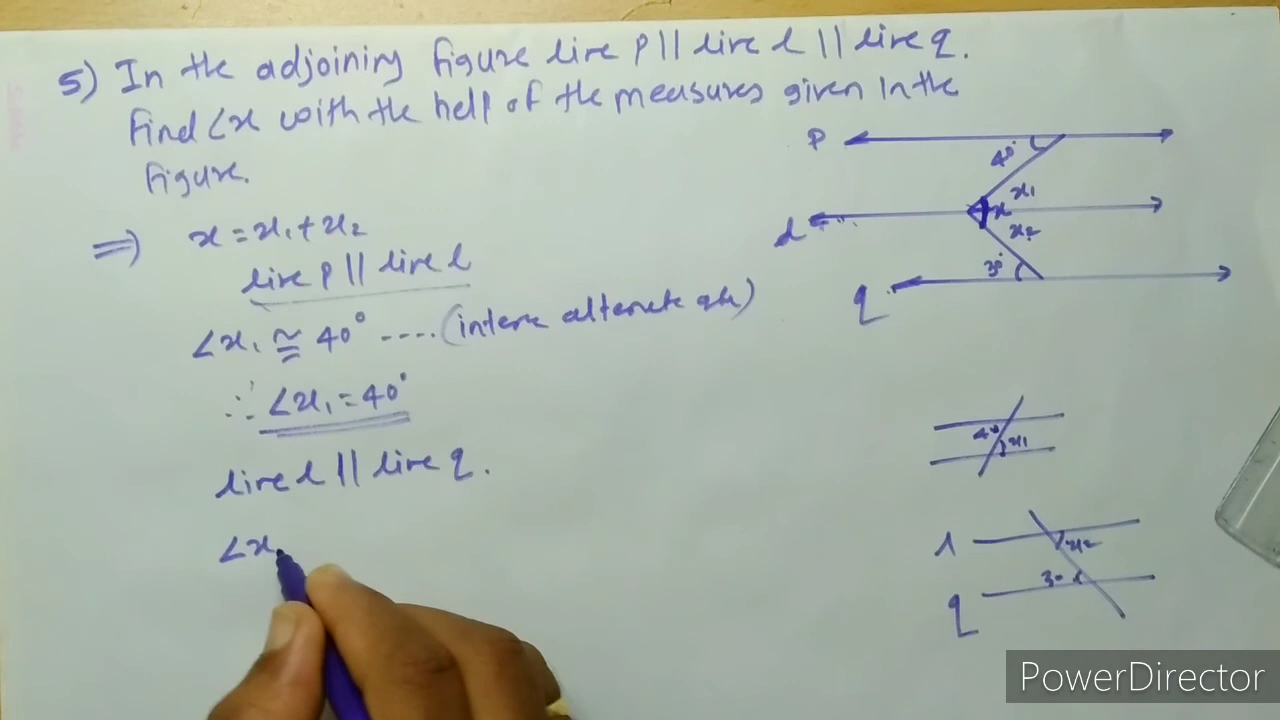 5) In the adjoining figure line p || line l || line q.
Find ∠x with the help of the measures given in the
figure.
⇒ x = x₁ + x₂
line p || line l
∠x₁ ≅ 40° ....(intere alternate )
∴ ∠x₁ = 40°
line l || line q.
∠x
p
40°
x₁
x
l
x₂
30°
q
40
x₁
l
x₂
30
q
PowerDirector